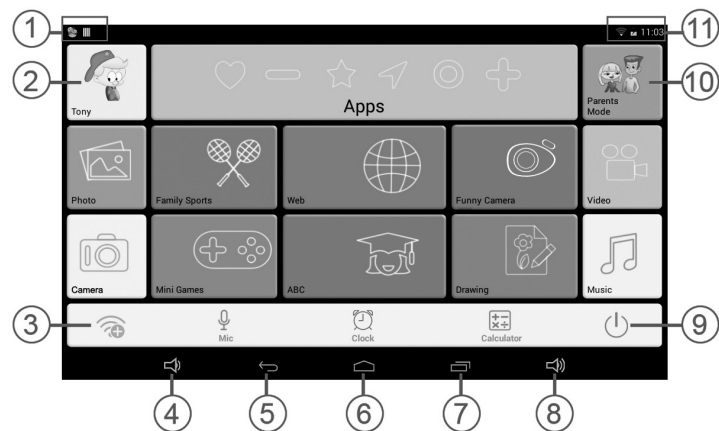 1
11
11:03
2
Tony
Apps
Parents
Mode
10
Photo
Family Sports
Web
Funny Camera
Video
Camera
Mini Games
ABC
Drawing
Music
3
Mic
Clock
Calculator
9
4
5
6
7
8